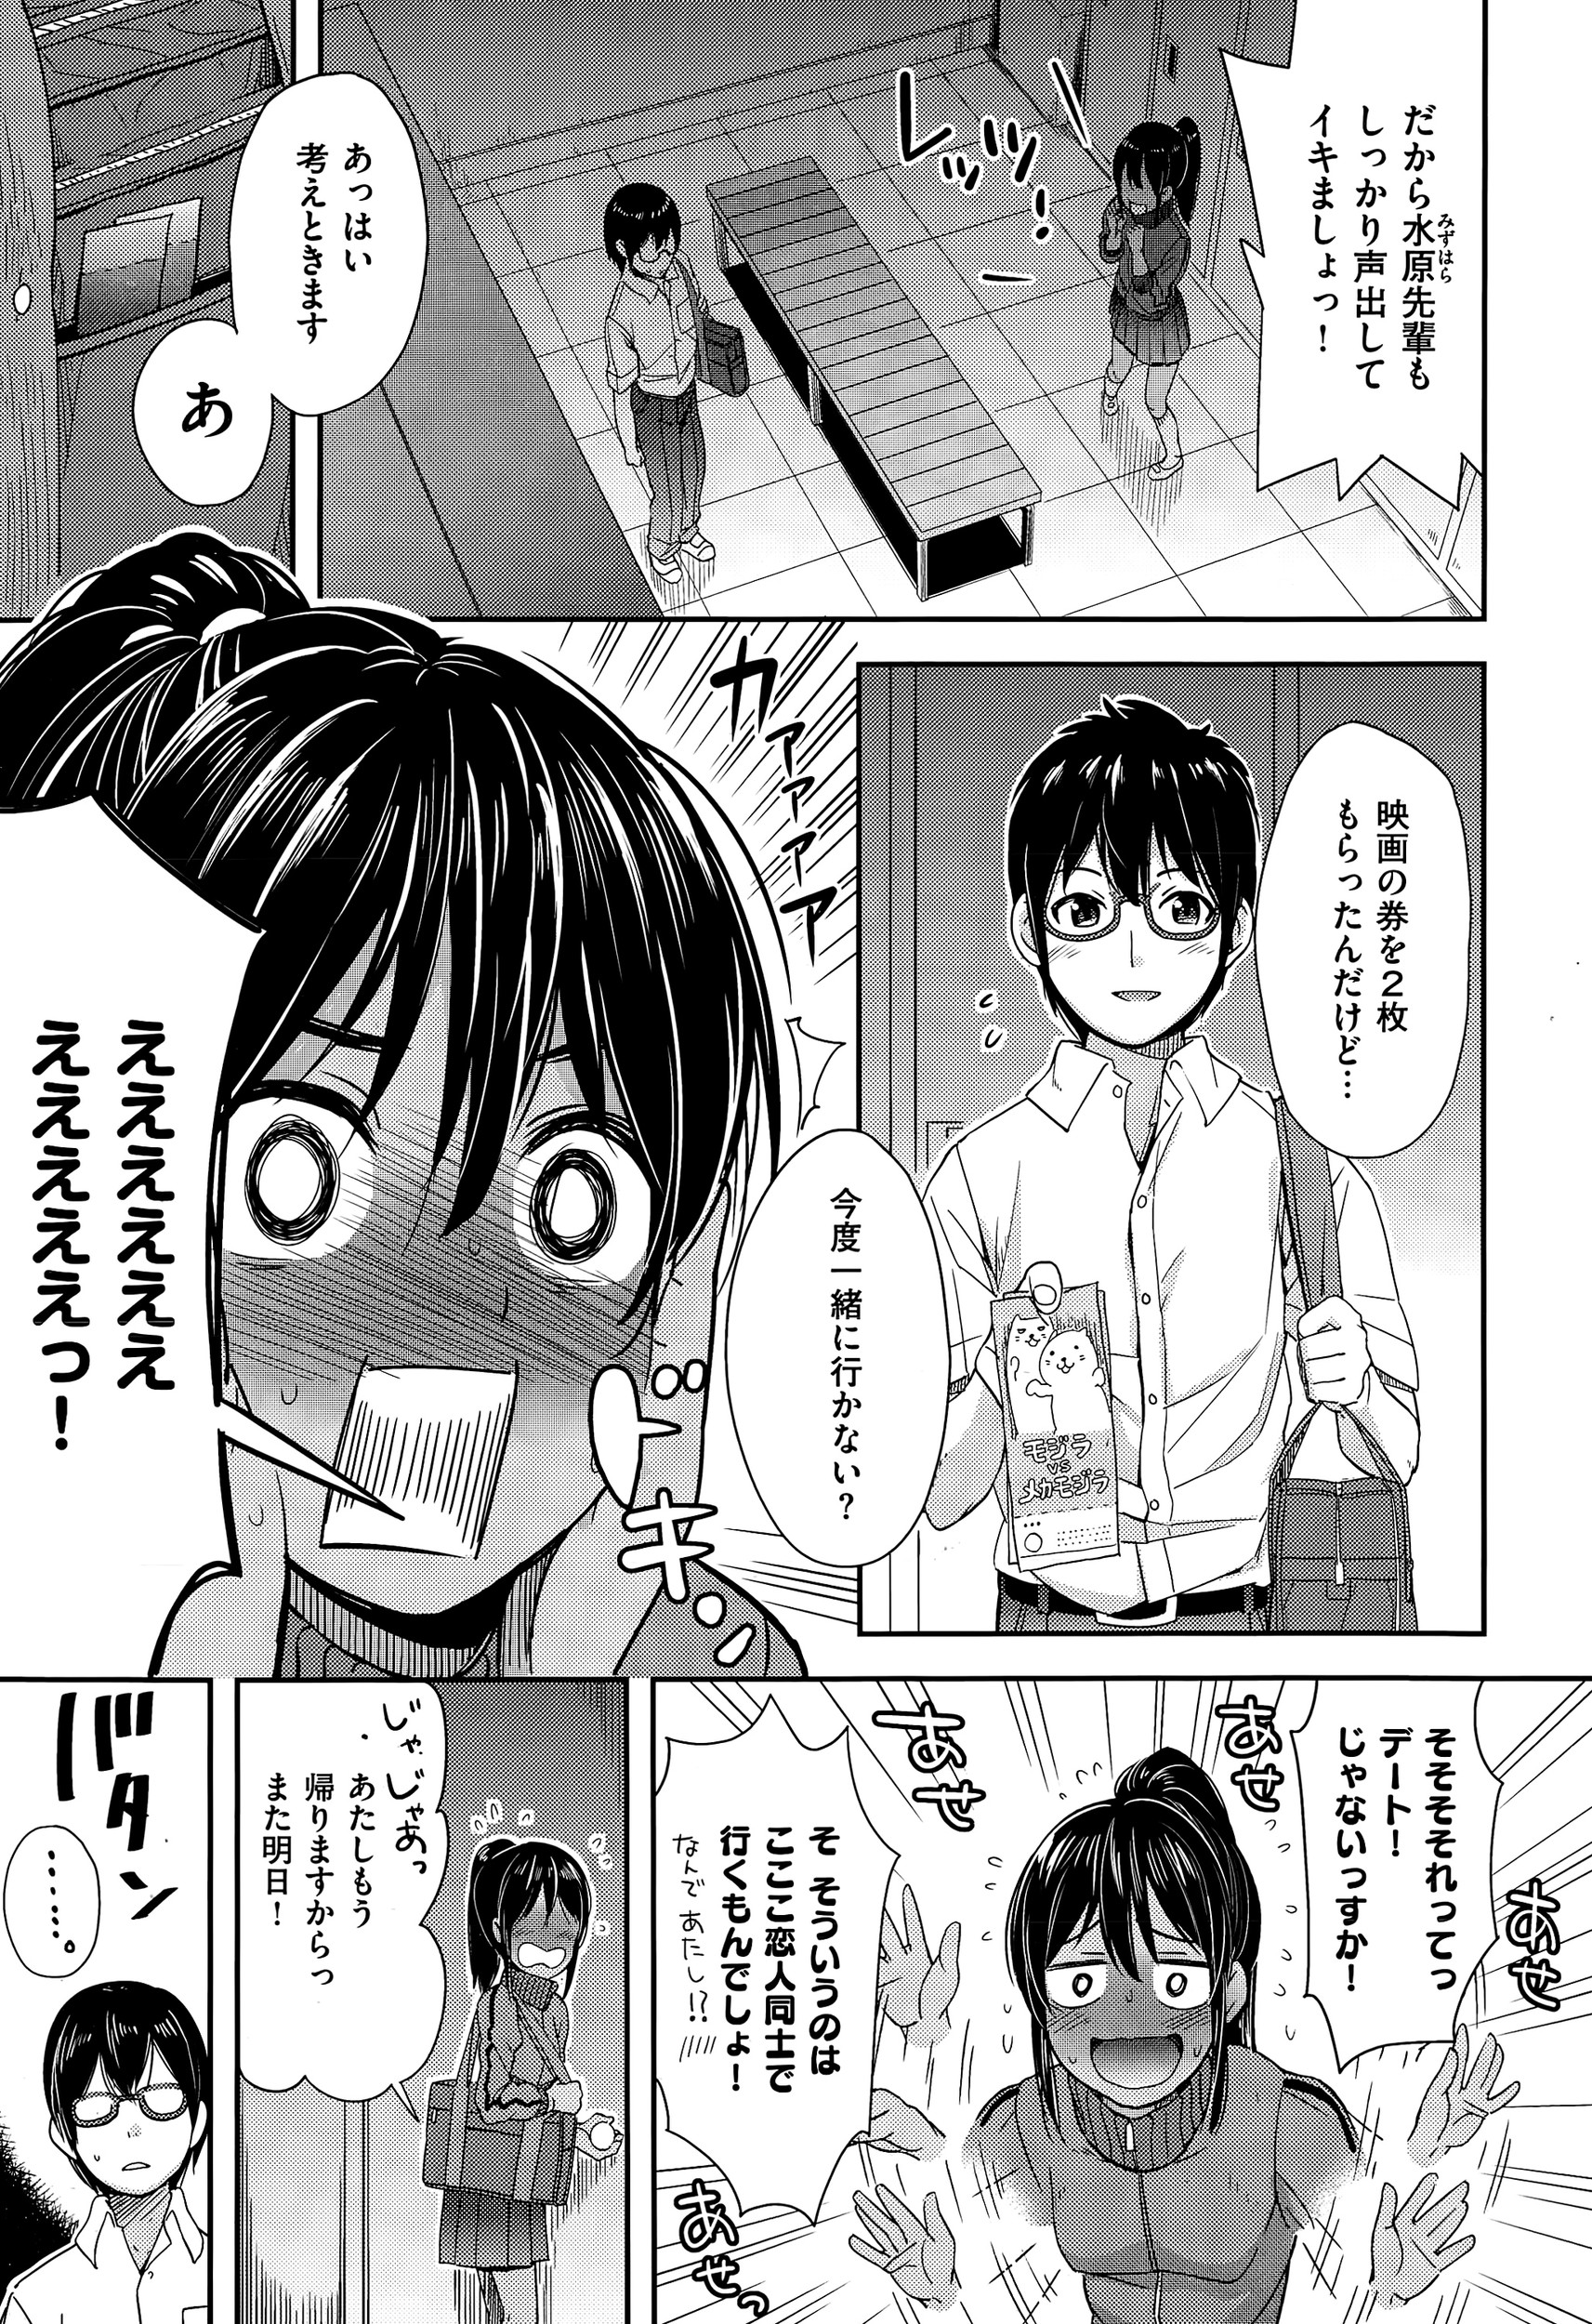 だから水原先輩も
みずはら
しっかり声出して
イキましょっ！
レッツ！
あっはい
考えときます
あ
映画の券を２枚
もらったんだけど…
モジラ
VS
メカモジラ
今度一緒に行かない？
カァァァァァ
ドキン
えええええええ
えええええええっ！
そそそそれってっ
デート！
じゃないっすか！
あせ
あせ
あせ
そ そういうのは
ここここ恋人同士で
行くもんでしょ！
なんで あたし!?
あせっ
じゃ、じゃあっ
あたしもう
帰りますからっ
また明日！
バタン
……。